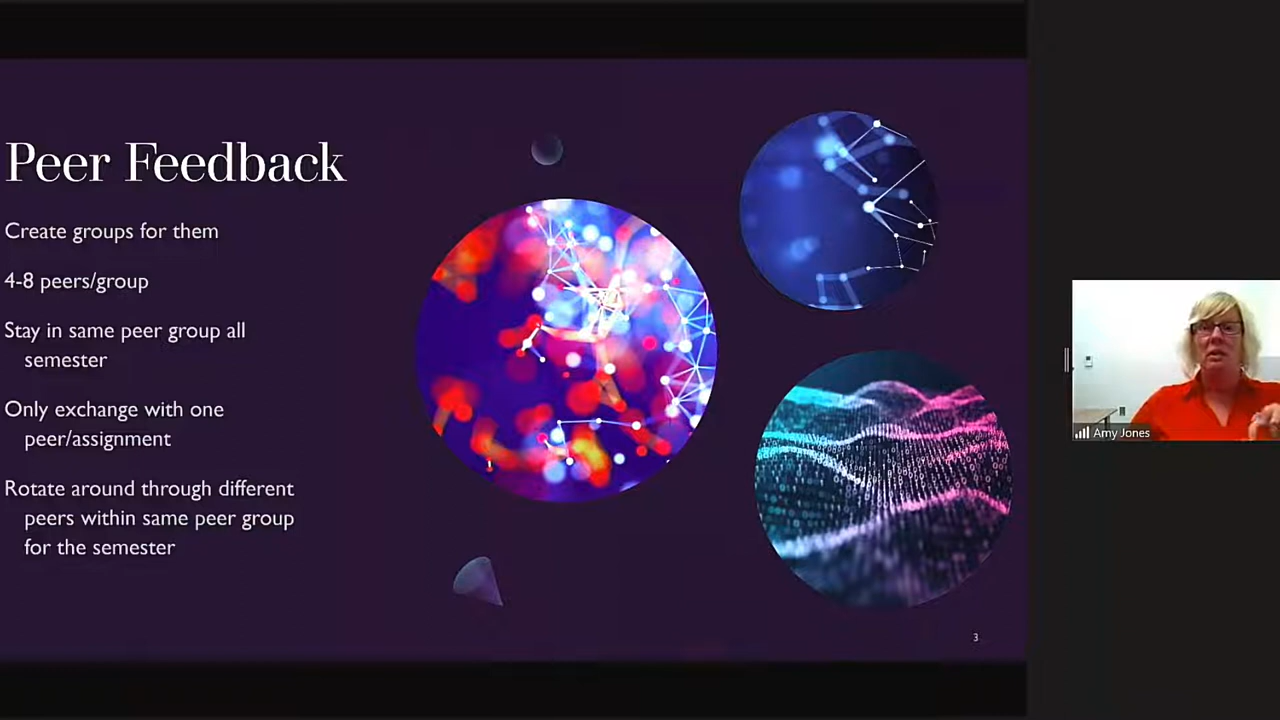 Peer Feedback
Create groups for them
4-8 peers/group
Stay in same peer group all
semester
Only exchange with one
peer/assignment
Rotate around through different
peers within same peer group
for the semester
3
Amy Jones